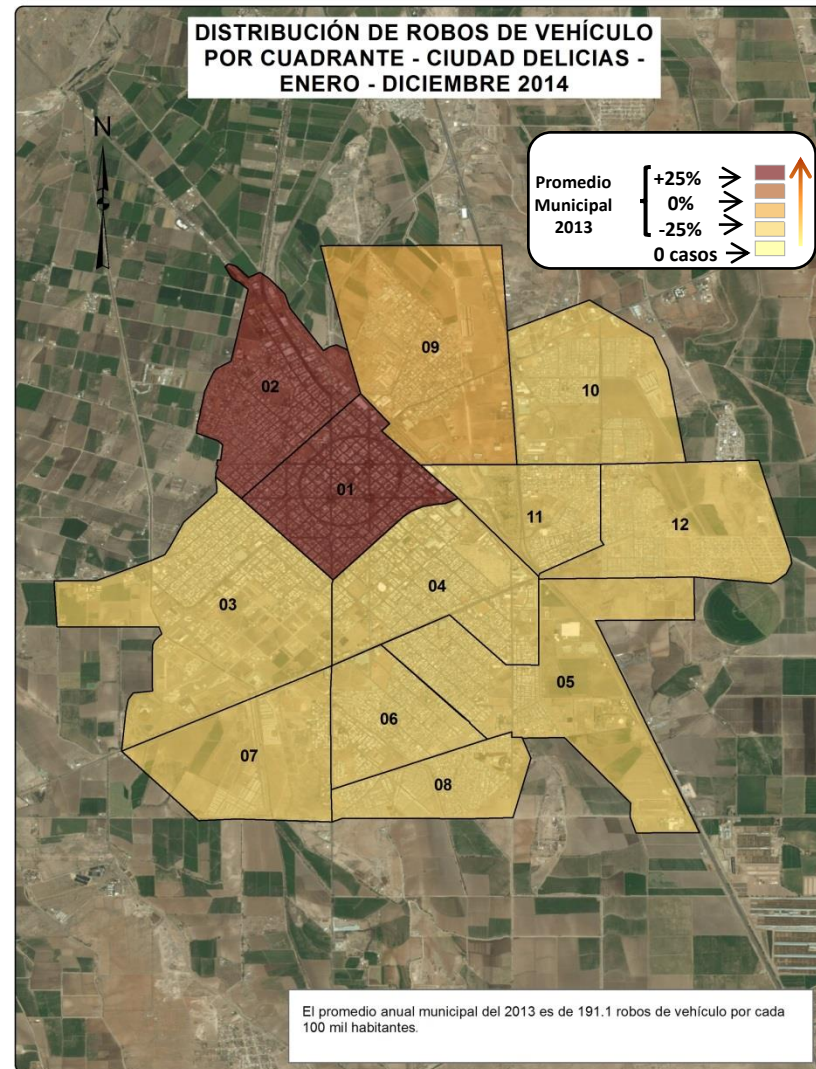 DISTRIBUCIÓN DE ROBOS DE VEHÍCULO
POR CUADRANTE - CIUDAD DELICIAS -
ENERO - DICIEMBRE 2014
N
Promedio
Municipal
2013
+25%
0%
-25%
0 casos
09
02
10
01
11
12
04
03
05
06
07
08
El promedio anual municipal del 2013 es de 191.1 robos de vehículo por cada
100 mil habitantes.